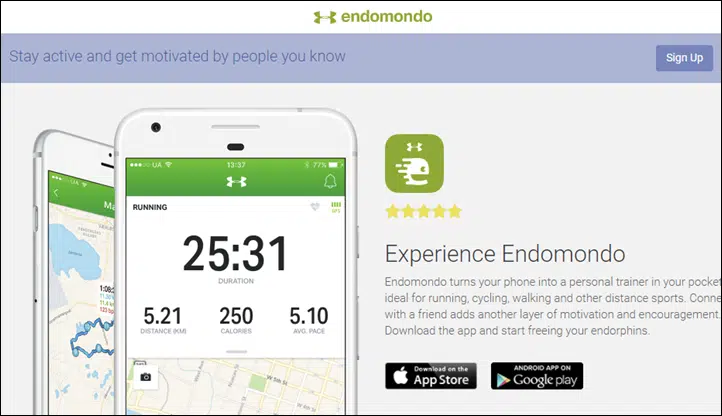 endomondo
Stay active and get motivated by people you know
Sign Up
UA
13:37
77%
Ma
RUNNING
GPS
25:31
DURATION
5.21
250
5.10
DISTANCE (KM)
CALORIES
AVG. PACE
Experience Endomondo
Endomondo turns your phone into a personal trainer in your pocket
ideal for running, cycling, walking and other distance sports. Conne
with a friend adds another layer of motivation and encouragement.
Download the app and start freeing your endorphins.
Download on the
App Store
ANDROID APP ON
Google play